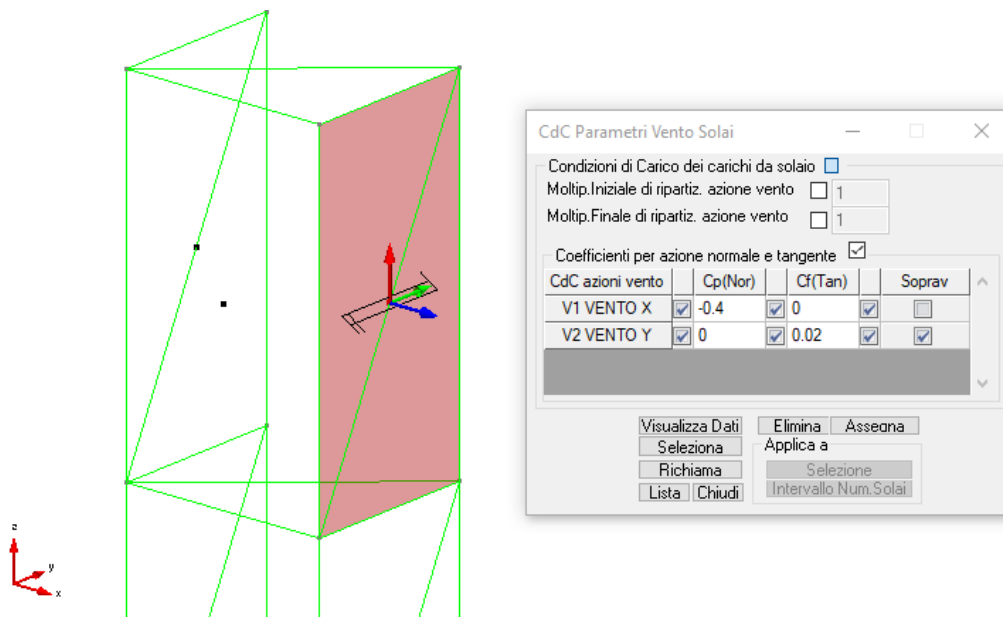 CdC Parametri Vento Solai
Condizioni di Carico dei carichi da solaio
Moltip.Iniziale di ripartiz. azione vento 1
Moltip.Finale di ripartiz. azione vento 1
Coefficienti per azione normale e tangente
CdC azioni vento Cp(Nor) Cf(Tan) Soprav
V1 VENTO X -0.4 0
V2 VENTO Y 0 0.02
Visualizza Dati Elimina Assegna
Seleziona Applica a
Richiama Selezione
Lista Chiudi Intervallo Num.Solai
z
y
x